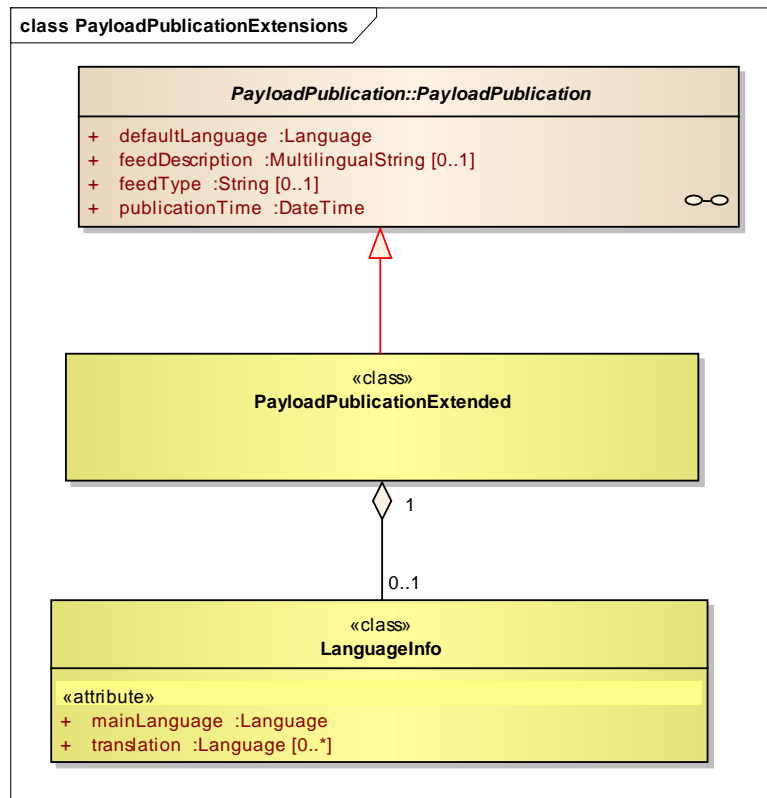 class PayloadPublicationExtensions
PayloadPublication::PayloadPublication
+ defaultLanguage :Language
+ feedDescription :MultilingualString [0..1]
+ feedType :String [0..1]
+ publicationTime :DateTime
«class»
PayloadPublicationExtended
1
0..1
«class»
LanguageInfo
«attribute»
+ mainLanguage :Language
+ translation :Language [0..*]